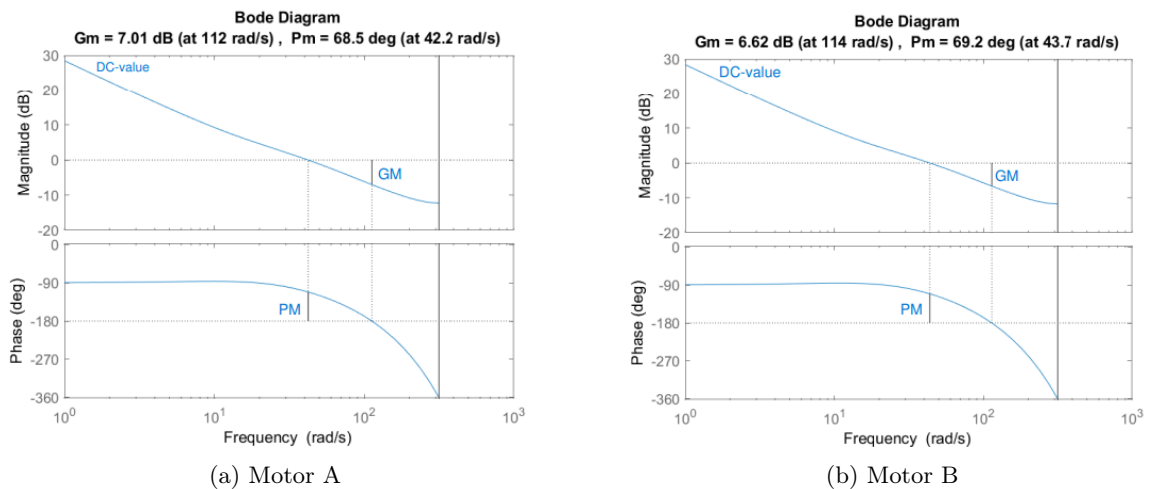 Bode Diagram
Gm = 7.01 dB (at 112 rad/s) , Pm = 68.5 deg (at 42.2 rad/s)
30
20
10
0
-10
-20
Magnitude (dB)
DC-value
GM
0
-90
-180
-270
-360
Phase (deg)
PM
10^0
10^1
10^2
10^3
Frequency (rad/s)
(a) Motor A
Bode Diagram
Gm = 6.62 dB (at 114 rad/s) , Pm = 69.2 deg (at 43.7 rad/s)
30
20
10
0
-10
-20
Magnitude (dB)
DC-value
GM
0
-90
-180
-270
-360
Phase (deg)
PM
10^0
10^1
10^2
10^3
Frequency (rad/s)
(b) Motor B